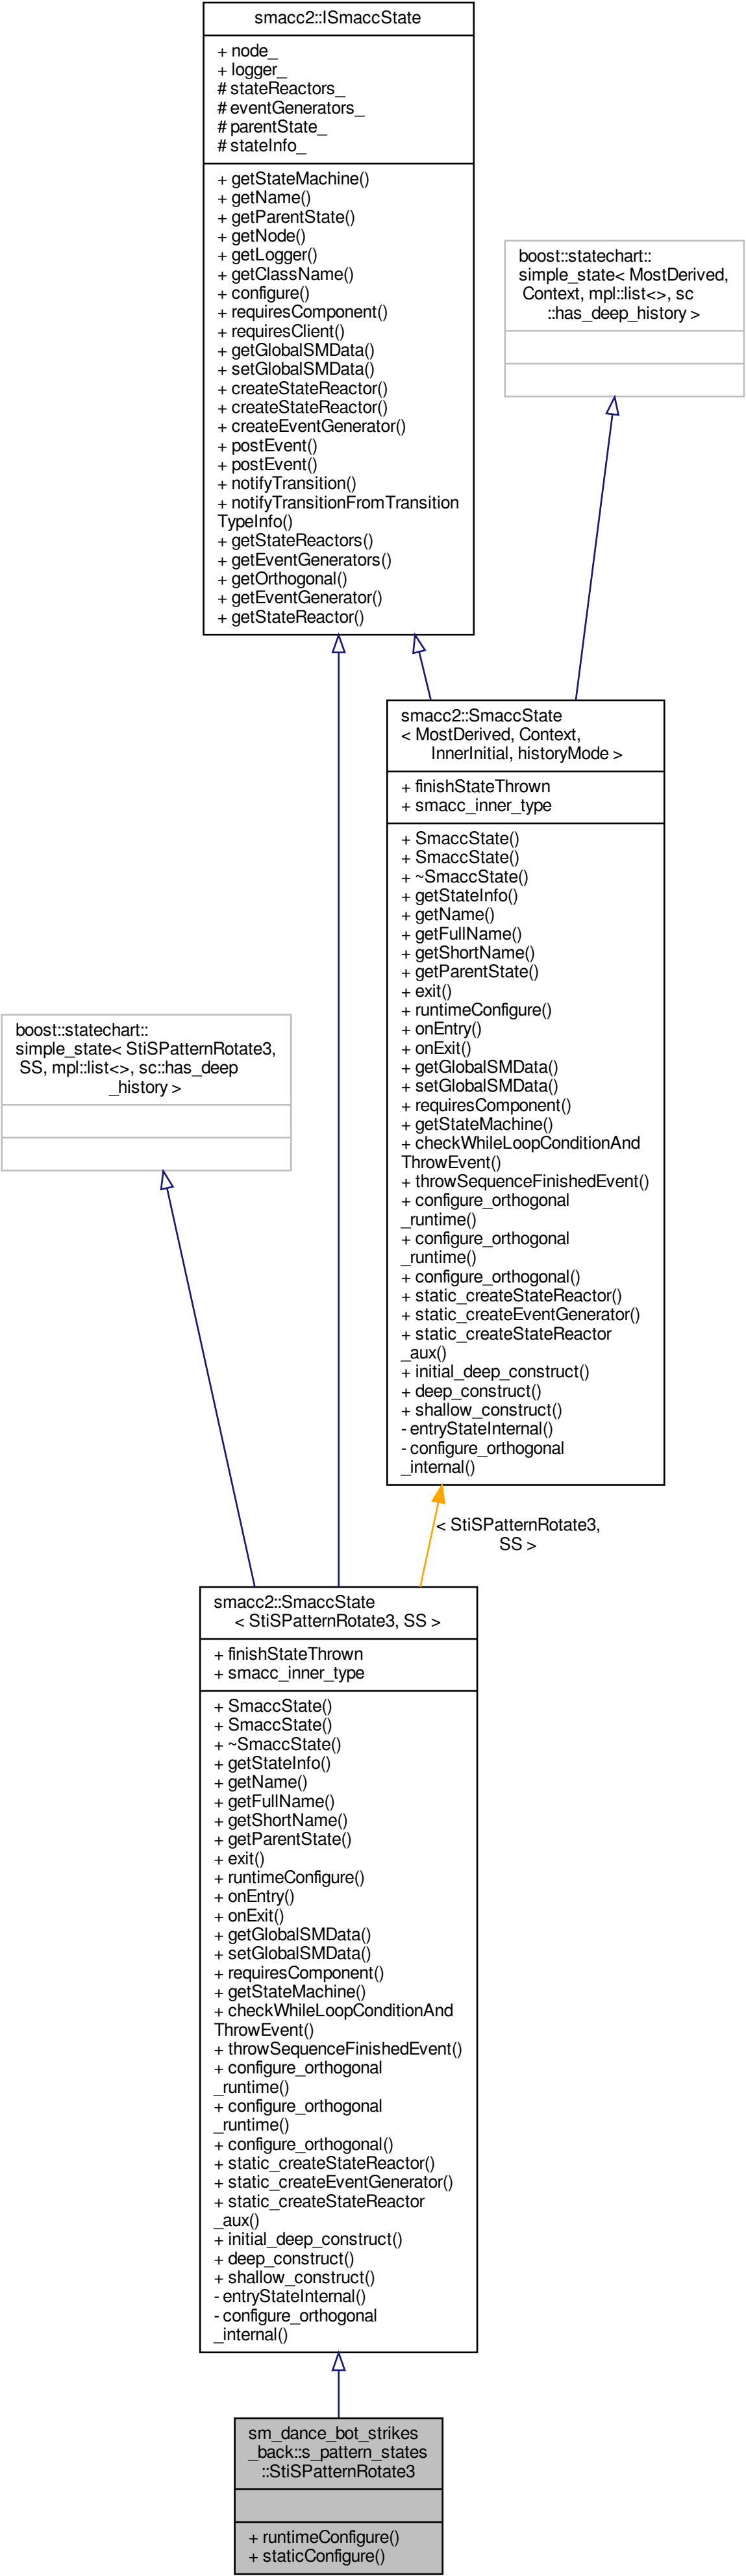 smacc2::ISmaccState
+ node_
+ logger_
# stateReactors_
# eventGenerators_
# parentState_
# stateInfo_
+ getStateMachine()
+ getName()
+ getParentState()
+ getNode()
+ getLogger()
+ getClassName()
+ configure()
+ requiresComponent()
+ requiresClient()
+ getGlobalSMData()
+ setGlobalSMData()
+ createStateReactor()
+ createStateReactor()
+ createEventGenerator()
+ postEvent()
+ postEvent()
+ notifyTransition()
+ notifyTransitionFromTransition
TypeInfo()
+ getStateReactors()
+ getEventGenerators()
+ getOrthogonal()
+ getEventGenerator()
+ getStateReactor()
boost::statechart::
simple_state< MostDerived,
Context, mpl::list<>, sc
::has_deep_history >
smacc2::SmaccState
< MostDerived, Context,
InnerInitial, historyMode >
+ finishStateThrown
+ smacc_inner_type
+ SmaccState()
+ SmaccState()
+ ~SmaccState()
+ getStateInfo()
+ getName()
+ getFullName()
+ getShortName()
+ getParentState()
+ exit()
+ runtimeConfigure()
+ onEntry()
+ onExit()
+ getGlobalSMData()
+ setGlobalSMData()
+ requiresComponent()
+ getStateMachine()
+ checkWhileLoopConditionAnd
ThrowEvent()
+ throwSequenceFinishedEvent()
+ configure_orthogonal
_runtime()
+ configure_orthogonal
_runtime()
+ configure_orthogonal()
+ static_createStateReactor()
+ static_createEventGenerator()
+ static_createStateReactor
_aux()
+ initial_deep_construct()
+ deep_construct()
+ shallow_construct()
- entryStateInternal()
- configure_orthogonal
_internal()
boost::statechart::
simple_state< StiSPatternRotate3,
SS, mpl::list<>, sc::has_deep
_history >
< StiSPatternRotate3,
SS >
smacc2::SmaccState
< StiSPatternRotate3, SS >
+ finishStateThrown
+ smacc_inner_type
+ SmaccState()
+ SmaccState()
+ ~SmaccState()
+ getStateInfo()
+ getName()
+ getFullName()
+ getShortName()
+ getParentState()
+ exit()
+ runtimeConfigure()
+ onEntry()
+ onExit()
+ getGlobalSMData()
+ setGlobalSMData()
+ requiresComponent()
+ getStateMachine()
+ checkWhileLoopConditionAnd
ThrowEvent()
+ throwSequenceFinishedEvent()
+ configure_orthogonal
_runtime()
+ configure_orthogonal
_runtime()
+ configure_orthogonal()
+ static_createStateReactor()
+ static_createEventGenerator()
+ static_createStateReactor
_aux()
+ initial_deep_construct()
+ deep_construct()
+ shallow_construct()
- entryStateInternal()
- configure_orthogonal
_internal()
sm_dance_bot_strikes
_back::s_pattern_states
::StiSPatternRotate3
+ runtimeConfigure()
+ staticConfigure()